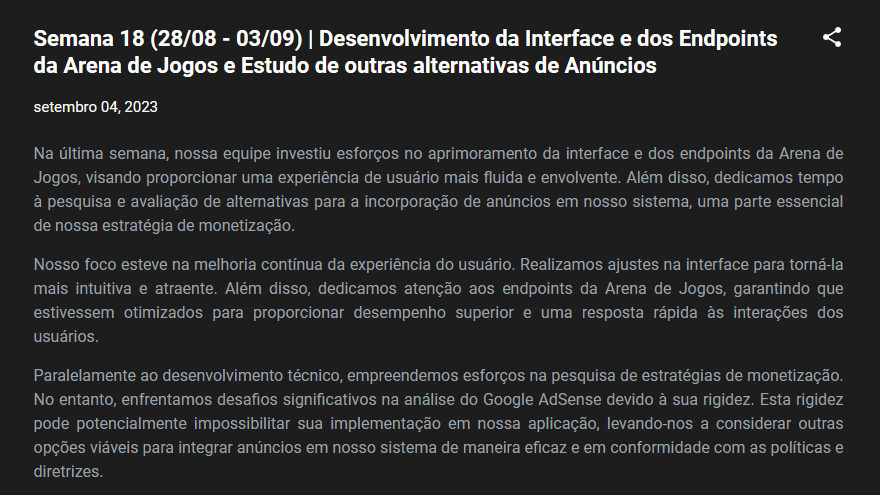 Semana 18 (28/08 - 03/09) | Desenvolvimento da Interface e dos Endpoints
da Arena de Jogos e Estudo de outras alternativas de Anúncios
setembro 04, 2023
Na última semana, nossa equipe investiu esforços no aprimoramento da interface e dos endpoints da Arena de
Jogos, visando proporcionar uma experiência de usuário mais fluida e envolvente. Além disso, dedicamos tempo
à pesquisa e avaliação de alternativas para a incorporação de anúncios em nosso sistema, uma parte essencial
de nossa estratégia de monetização.
Nosso foco esteve na melhoria contínua da experiência do usuário. Realizamos ajustes na interface para torná-la
mais intuitiva e atraente. Além disso, dedicamos atenção aos endpoints da Arena de Jogos, garantindo que
estivessem otimizados para proporcionar desempenho superior e uma resposta rápida às interações dos
usuários.
Paralelamente ao desenvolvimento técnico, empreendemos esforços na pesquisa de estratégias de monetização.
No entanto, enfrentamos desafios significativos na análise do Google AdSense devido à sua rigidez. Esta rigidez
pode potencialmente impossibilitar sua implementação em nossa aplicação, levando-nos a considerar outras
opções viáveis para integrar anúncios em nosso sistema de maneira eficaz e em conformidade com as políticas e
diretrizes.